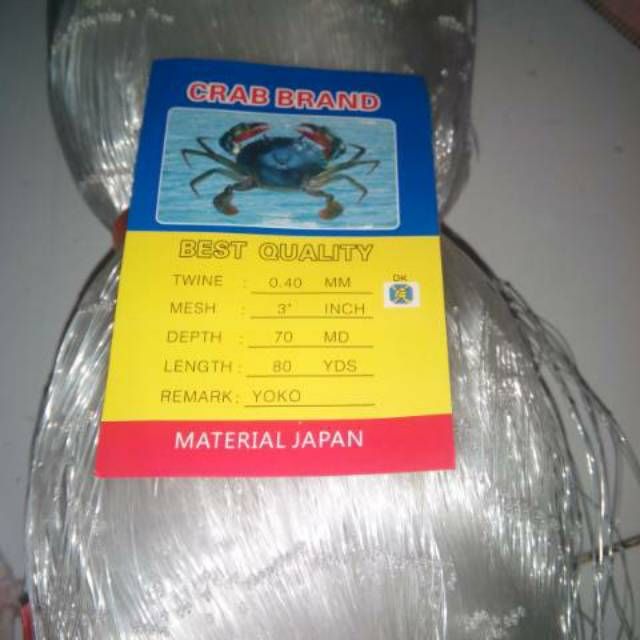 CRAB BRAND
BEST QUALITY
TWINE : 0.40 MM
MESH : 3" INCH
DEPTH : 70 MD
LENGTH : 80 YDS
REMARK : YOKO
OK
MATERIAL JAPAN